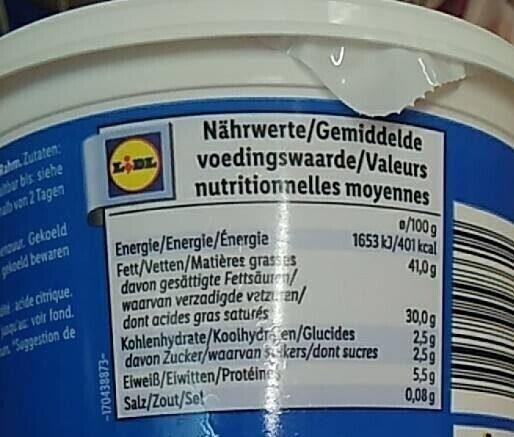 Rahm. Zutaten:
bis: siehe
von 2 Tagen
Gekoeld
gekoeld bewaren
acide citrique.
voir fond.
"Suggestion de
LIDL
Nährwerte/Gemiddelde
voedingswaarde/Valeurs
nutritionnelles moyennes
ø/100 g
Energie/Energie/Énergie 1653 kJ/401 kcal
Fett/Vetten/Matières grasses 41,0 g
davon gesättigte Fettsäuren/
waarvan verzadigde vetzuren/
dont acides gras saturés 30,0 g
Kohlenhydrate/Koolhydraten/Glucides 2,5 g
davon Zucker/waarvan suikers/dont sucres 2,5 g
Eiweiß/Eiwitten/Protéines 5,5 g
Salz/Zout/Sel 0,08 g
-170438873-